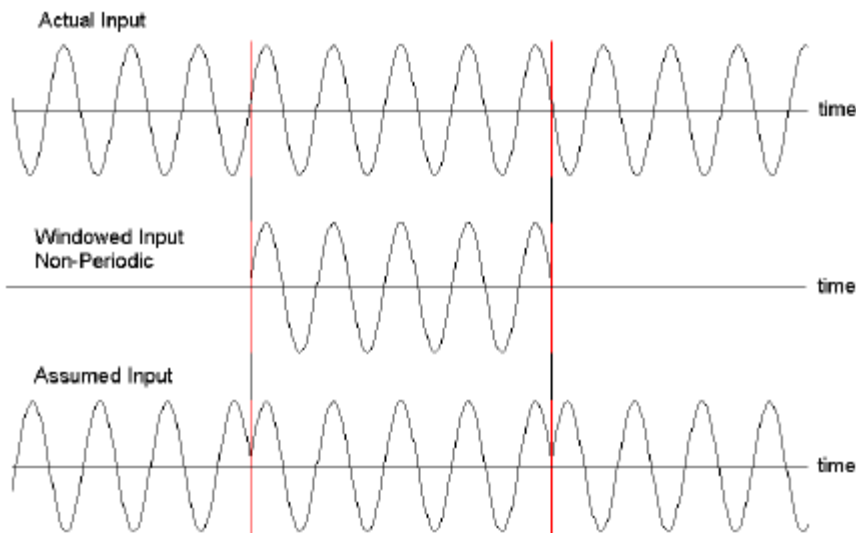 Actual Input
time
Windowed Input
Non-Periodic
time
Assumed Input
time